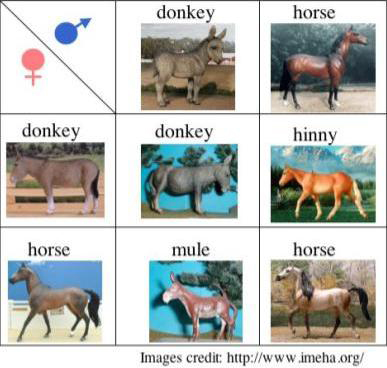 donkey horse
donkey donkey hinny
horse mule horse
Images credit: http://www.imeha.org/